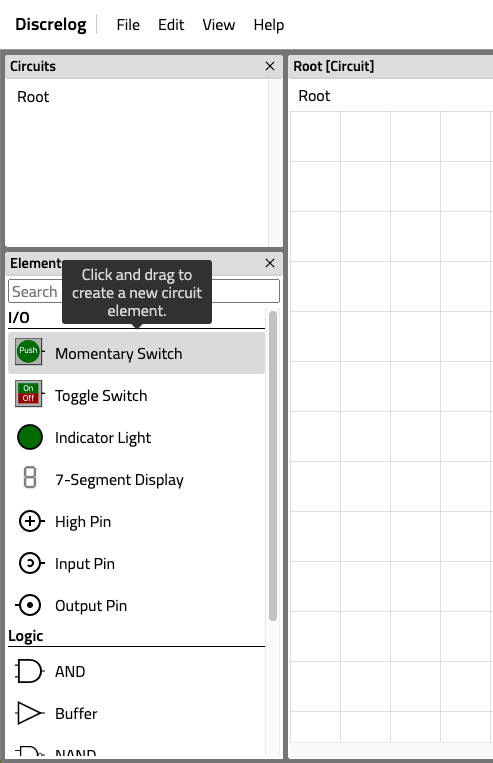 Discrelog File Edit View Help
Circuits ×
Root
Root [Circuit]
Root
Element ×
Click and drag to
create a new circuit
element.
Search
I/O
Push Momentary Switch
On
Off
Toggle Switch
Indicator Light
7-Segment Display
High Pin
Input Pin
Output Pin
Logic
AND
Buffer
NAND